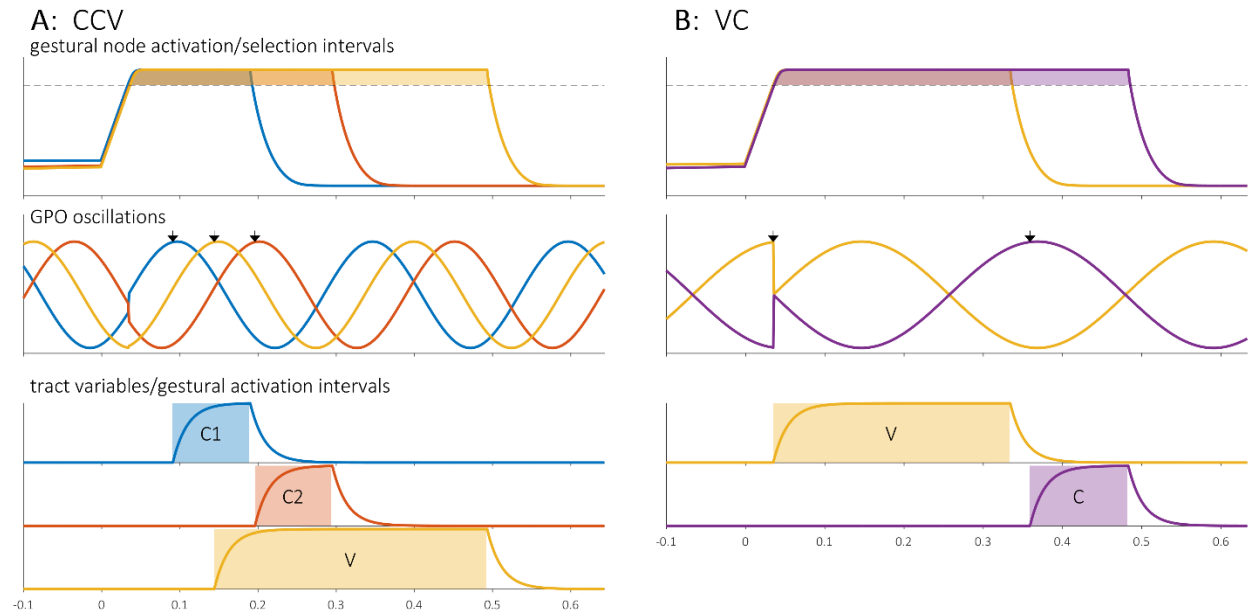 A: CCV
gestural node activation/selection intervals
GPO oscillations
tract variables/gestural activation intervals
C1
C2
V
-0.1 0 0.1 0.2 0.3 0.4 0.5 0.6
B: VC
V
C
-0.1 0 0.1 0.2 0.3 0.4 0.5 0.6